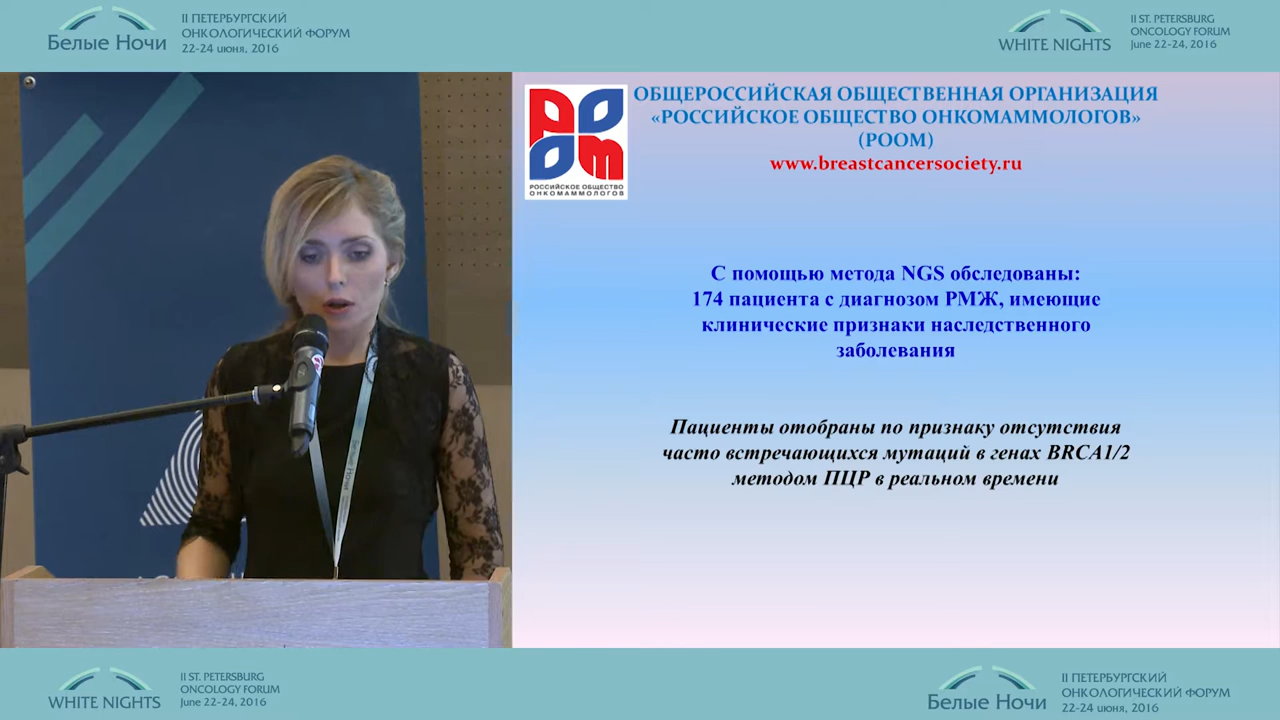 Белые Ночи
II ПЕТЕРБУРГСКИЙ
ОНКОЛОГИЧЕСКИЙ ФОРУМ
22-24 июня, 2016
WHITE NIGHTS
II ST. PETERSBURG
ONCOLOGY FORUM
June 22-24, 2016
РООМ
РОССИЙСКОЕ ОБЩЕСТВО
ОНКОМАММОЛОГОВ
ОБЩЕРОССИЙСКАЯ ОБЩЕСТВЕННАЯ ОРГАНИЗАЦИЯ
«РОССИЙСКОЕ ОБЩЕСТВО ОНКОМАММОЛОГОВ»
(РООМ)
www.breastcancersociety.ru
С помощью метода NGS обследованы:
174 пациента с диагнозом РМЖ, имеющие
клинические признаки наследственного
заболевания
Пациенты отобраны по признаку отсутствия
часто встречающихся мутаций в генах BRCA1/2
методом ПЦР в реальном времени
WHITE NIGHTS
II ST. PETERSBURG
ONCOLOGY FORUM
June 22-24, 2016
Белые Ночи
II ПЕТЕРБУРГСКИЙ
ОНКОЛОГИЧЕСКИЙ ФОРУМ
22-24 июня, 2016